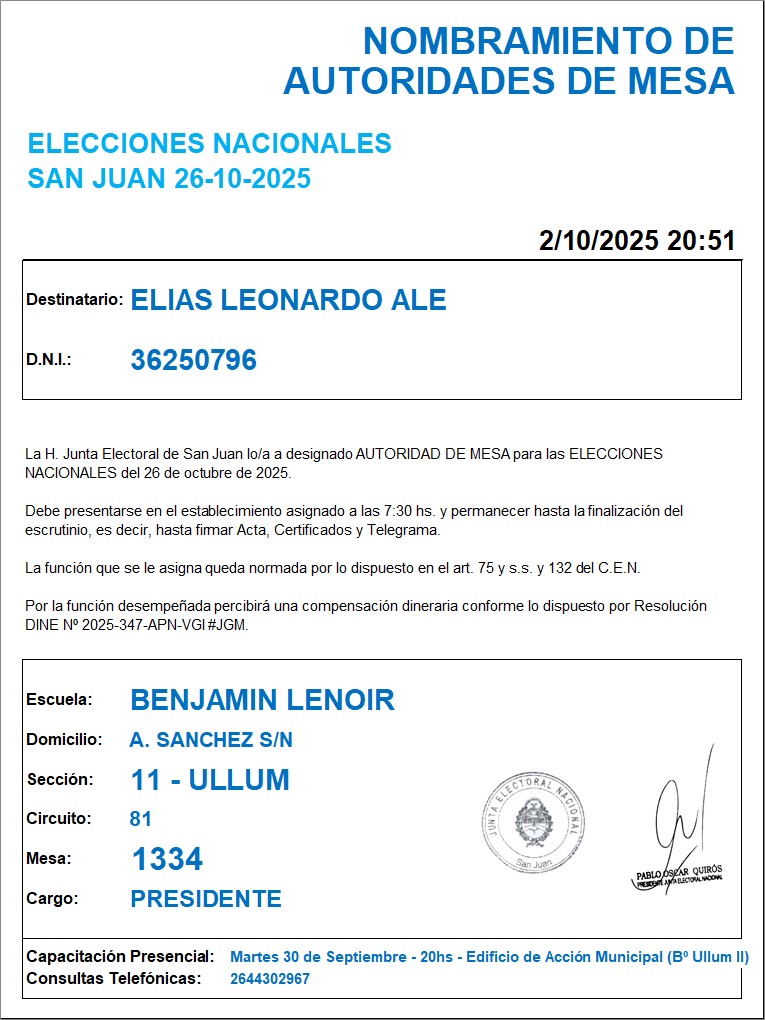 NOMBRAMIENTO DE
AUTORIDADES DE MESA
ELECCIONES NACIONALES
SAN JUAN 26-10-2025
2/10/2025 20:51
Destinatario: ELIAS LEONARDO ALE
D.N.I.: 36250796
La H. Junta Electoral de San Juan lo/a a designado AUTORIDAD DE MESA para las ELECCIONES
NACIONALES del 26 de octubre de 2025.
Debe presentarse en el establecimiento asignado a las 7:30 hs. y permanecer hasta la finalización del
escrutinio, es decir, hasta firmar Acta, Certificados y Telegrama.
La función que se le asigna queda normada por lo dispuesto en el art. 75 y s.s. y 132 del C.E.N.
Por la función desempeñada percibirá una compensación dineraria conforme lo dispuesto por Resolución
DINE Nº 2025-347-APN-VGI#JGM.
Escuela: BENJAMIN LENOIR
Domicilio: A. SANCHEZ S/N
Sección: 11 - ULLUM
Circuito: 81
Mesa: 1334
Cargo: PRESIDENTE
JUNTA ELECTORAL NACIONAL
San Juan
PABLO OSCAR QUIRÓS
PRESIDENTE JUNTA ELECTORAL NACIONAL
Capacitación Presencial: Martes 30 de Septiembre - 20hs - Edificio de Acción Municipal (Bº Ullum II)
Consultas Telefónicas: 2644302967